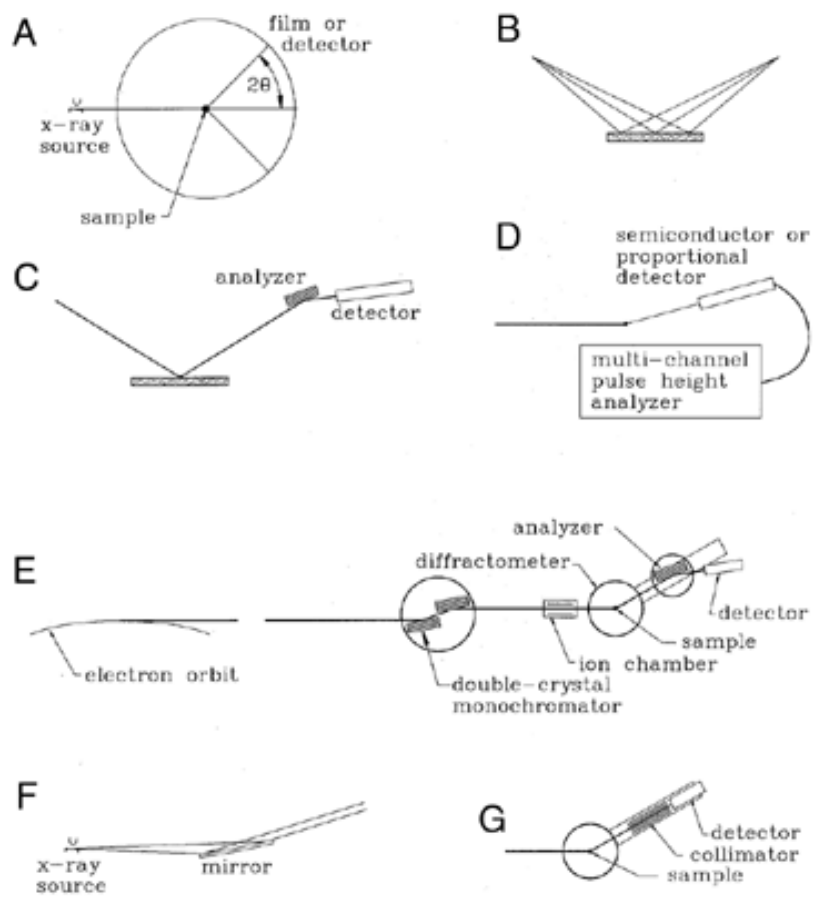 A
film or
detector
2θ
x-ray
source
sample
B
C
analyzer
detector
D
semiconductor or
proportional
detector
multi-channel
pulse height
analyzer
E
analyzer
diffractometer
detector
sample
ion chamber
electron orbit
double-crystal
monochromator
F
x-ray
source
mirror
G
detector
collimator
sample